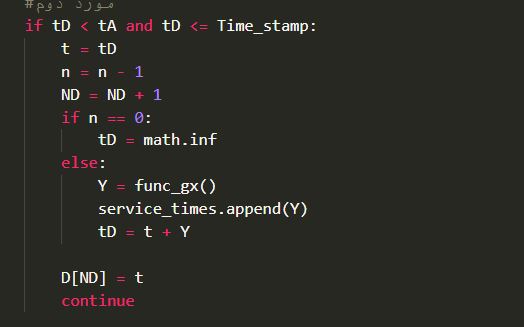 #مورد دوم
if tD < tA and tD <= Time_stamp:
    t = tD
    n = n - 1
    ND = ND + 1
    if n == 0:
        tD = math.inf
    else:
        Y = func_gx()
        service_times.append(Y)
        tD = t + Y
    D[ND] = t
    continue